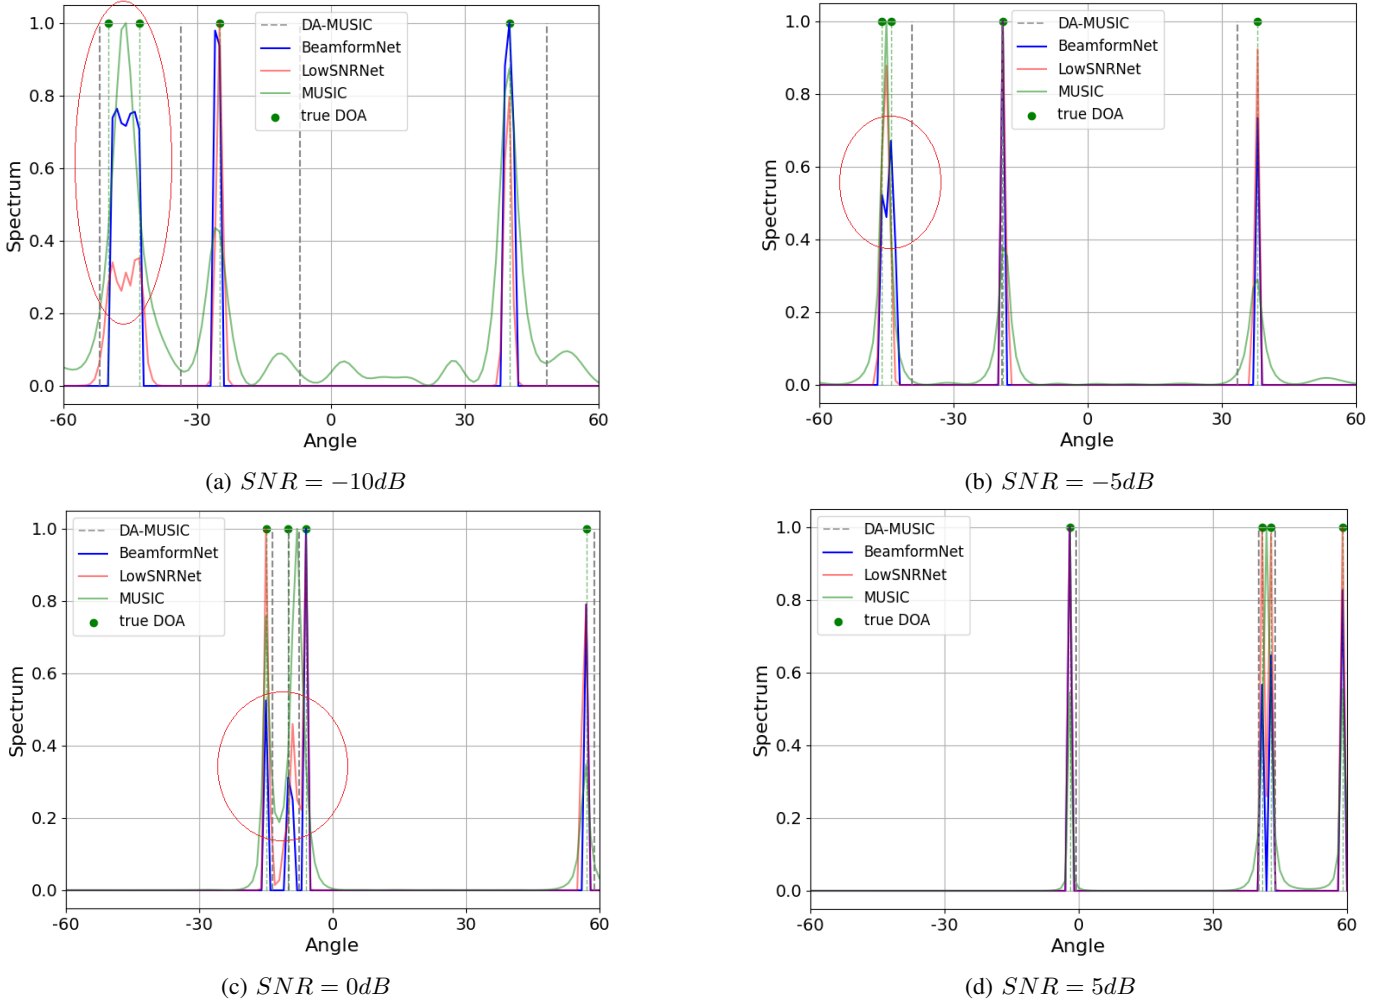 1.0
0.8
0.6
0.4
0.2
0.0
Spectrum
-60
-30
0
30
60
Angle
DA-MUSIC
BeamformNet
LowSNRNet
MUSIC
true DOA
(a) SNR = −10dB
1.0
0.8
0.6
0.4
0.2
0.0
Spectrum
-60
-30
0
30
60
Angle
DA-MUSIC
BeamformNet
LowSNRNet
MUSIC
true DOA
(b) SNR = −5dB
1.0
0.8
0.6
0.4
0.2
0.0
Spectrum
-60
-30
0
30
60
Angle
DA-MUSIC
BeamformNet
LowSNRNet
MUSIC
true DOA
(c) SNR = 0dB
1.0
0.8
0.6
0.4
0.2
0.0
Spectrum
-60
-30
0
30
60
Angle
DA-MUSIC
BeamformNet
LowSNRNet
MUSIC
true DOA
(d) SNR = 5dB